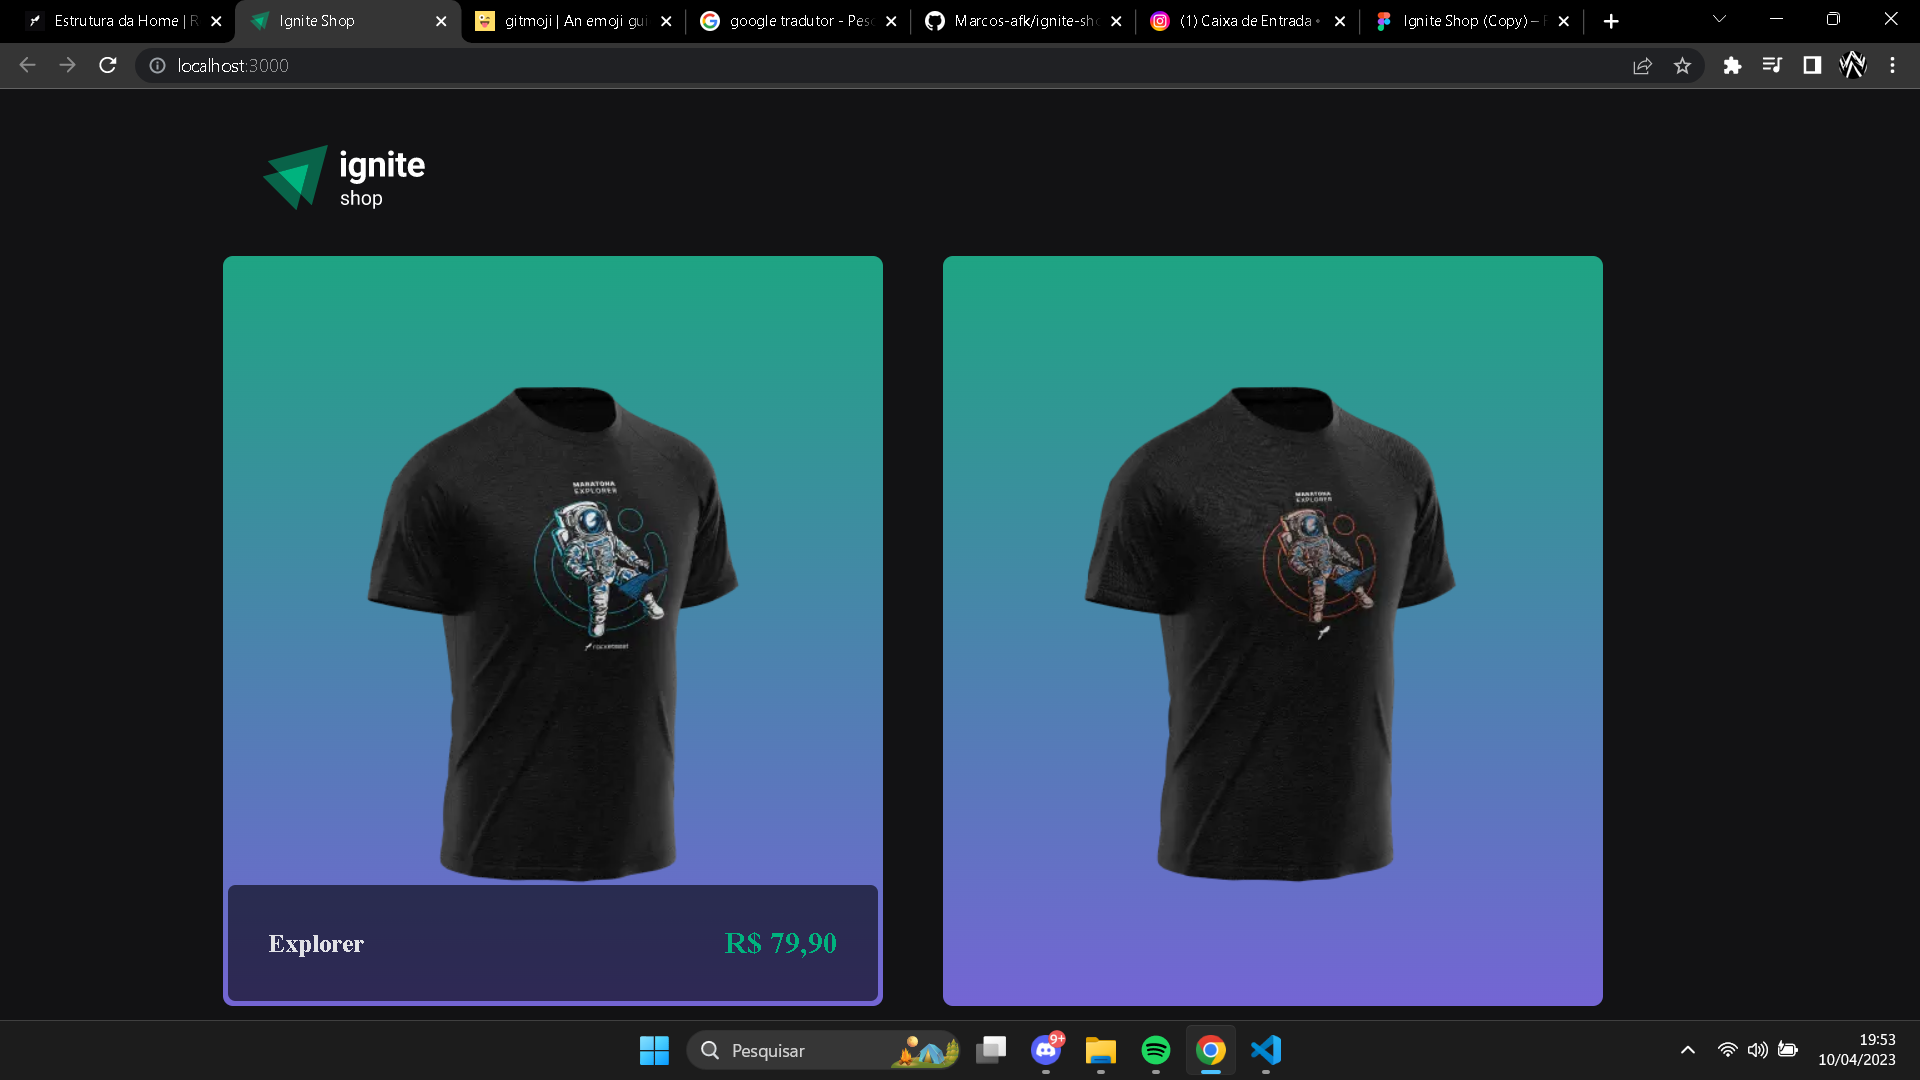 Estrutura da Home | R
Ignite Shop
gitmoji | An emoji gui
google tradutor - Pes
Marcos-afk/ignite-sh
(1) Caixa de Entrada •
Ignite Shop (Copy) –
localhost:3000
ignite
shop
MARATONA
EXPLORER
ROCKETSEAT
MARATONA
EXPLORER
Explorer
R$ 79,90
Pesquisar
9+
19:53
10/04/2023